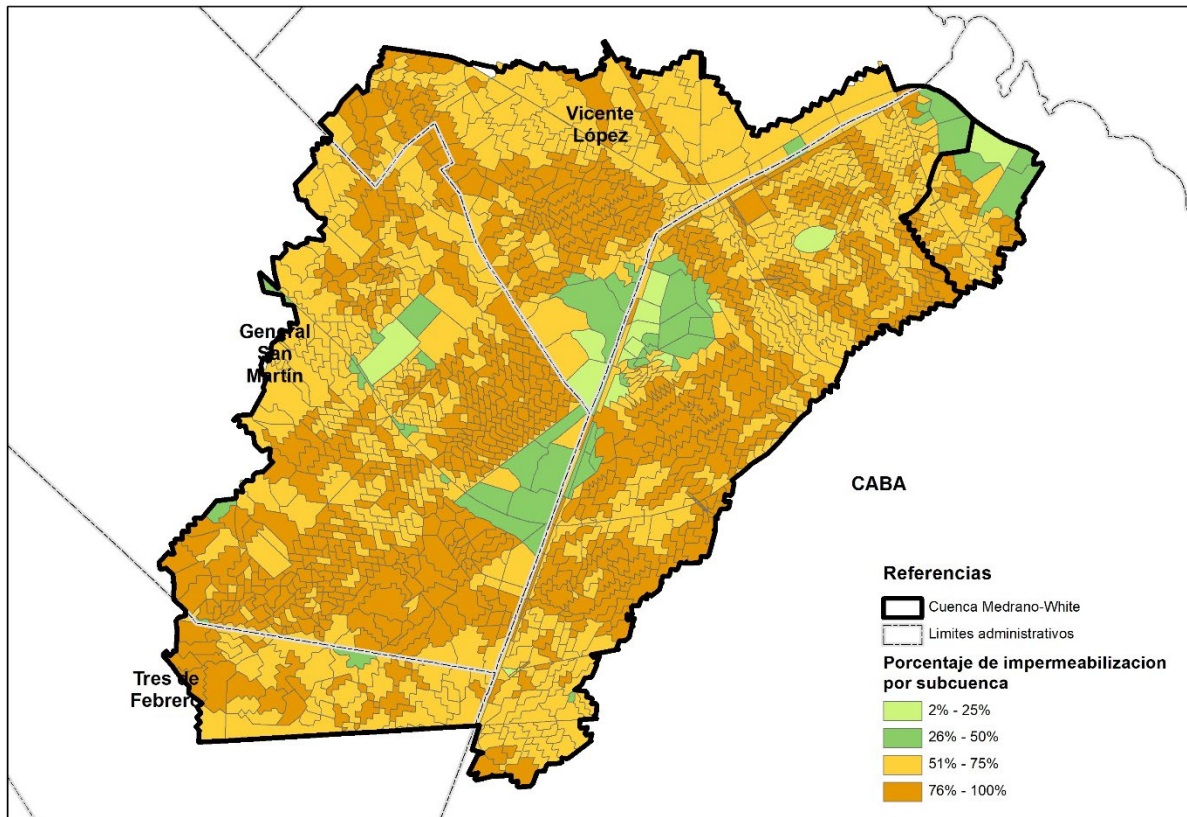 Vicente
López
General
San
Martín
CABA
Tres de
Febrero
Referencias
Cuenca Medrano-White
Limites administrativos
Porcentaje de impermeabilizacion
por subcuenca
2% - 25%
26% - 50%
51% - 75%
76% - 100%